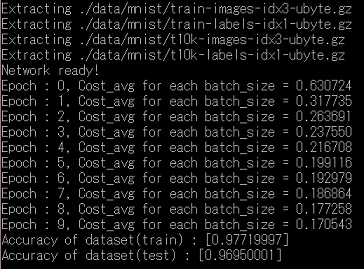 Extracting ./data/mnist/train-images-idx3-ubyte.gz
Extracting ./data/mnist/train-labels-idx1-ubyte.gz
Extracting ./data/mnist/t10k-images-idx3-ubyte.gz
Extracting ./data/mnist/t10k-labels-idx1-ubyte.gz
Network ready!
Epoch : 0, Cost_avg for each batch_size = 0.630724
Epoch : 1, Cost_avg for each batch_size = 0.317735
Epoch : 2, Cost_avg for each batch_size = 0.263691
Epoch : 3, Cost_avg for each batch_size = 0.237550
Epoch : 4, Cost_avg for each batch_size = 0.216708
Epoch : 5, Cost_avg for each batch_size = 0.199116
Epoch : 6, Cost_avg for each batch_size = 0.192979
Epoch : 7, Cost_avg for each batch_size = 0.186864
Epoch : 8, Cost_avg for each batch_size = 0.177258
Epoch : 9, Cost_avg for each batch_size = 0.170543
Accuracy of dataset(train) : [0.97719997]
Accuracy of dataset(test) : [0.96950001]